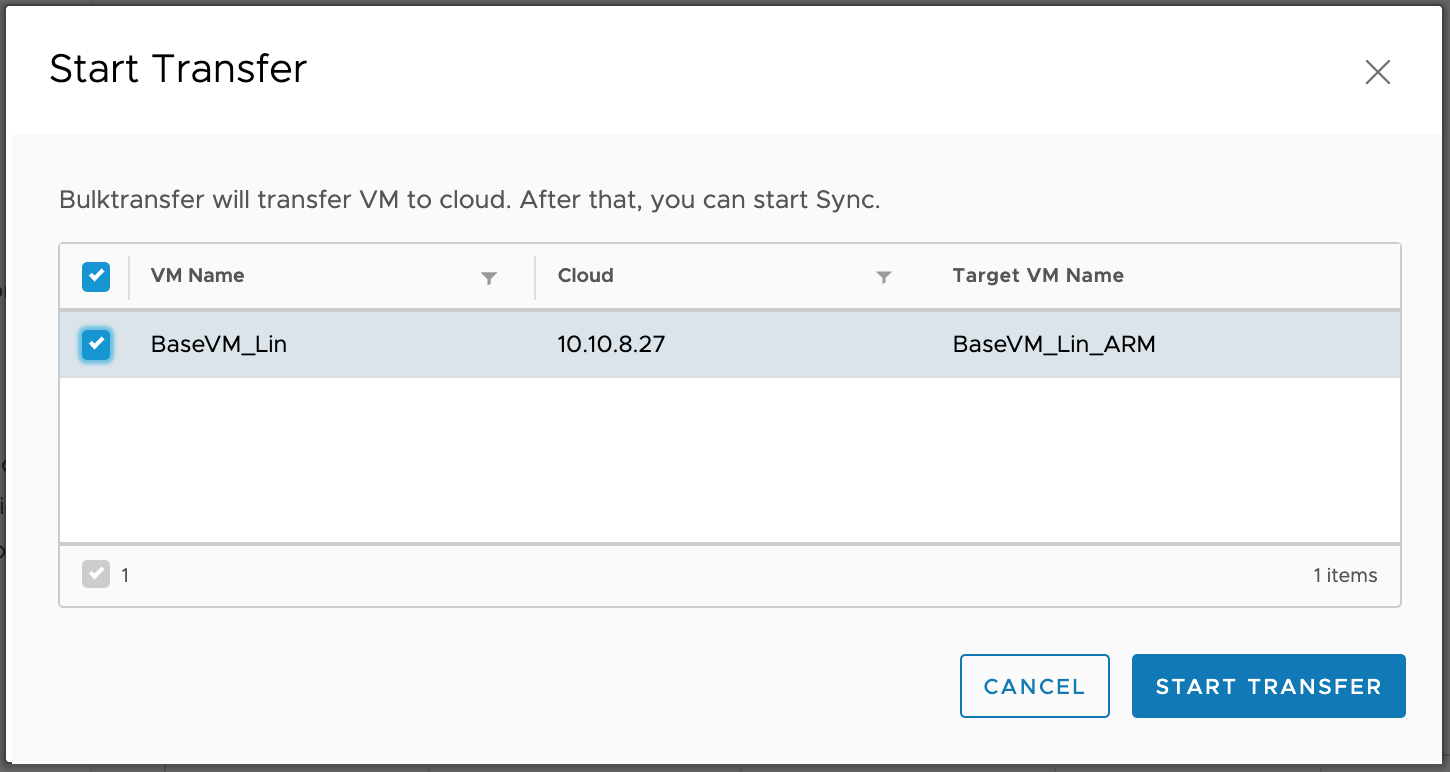 Start Transfer
Bulktransfer will transfer VM to cloud. After that, you can start Sync.
VM Name Cloud Target VM Name
BaseVM_Lin 10.10.8.27 BaseVM_Lin_ARM
1 1 items
CANCEL START TRANSFER